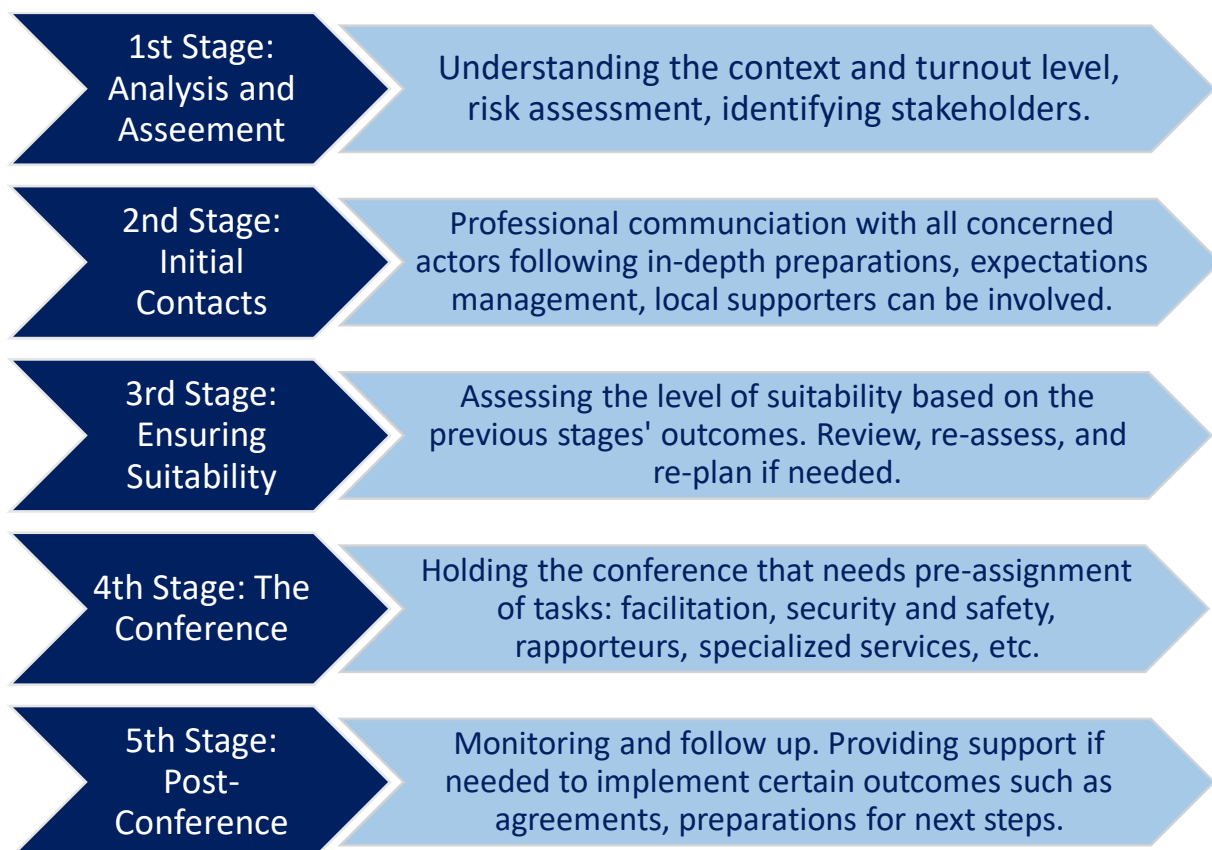 1st Stage:
Analysis and
Asseement
Understanding the context and turnout level,
risk assessment, identifying stakeholders.
2nd Stage:
Initial
Contacts
Professional communciation with all concerned
actors following in-depth preparations, expectations
management, local supporters can be involved.
3rd Stage:
Ensuring
Suitability
Assessing the level of suitability based on the
previous stages' outcomes. Review, re-assess, and
re-plan if needed.
4th Stage: The
Conference
Holding the conference that needs pre-assignment
of tasks: facilitation, security and safety,
rapporteurs, specialized services, etc.
5th Stage:
Post-
Conference
Monitoring and follow up. Providing support if
needed to implement certain outcomes such as
agreements, preparations for next steps.